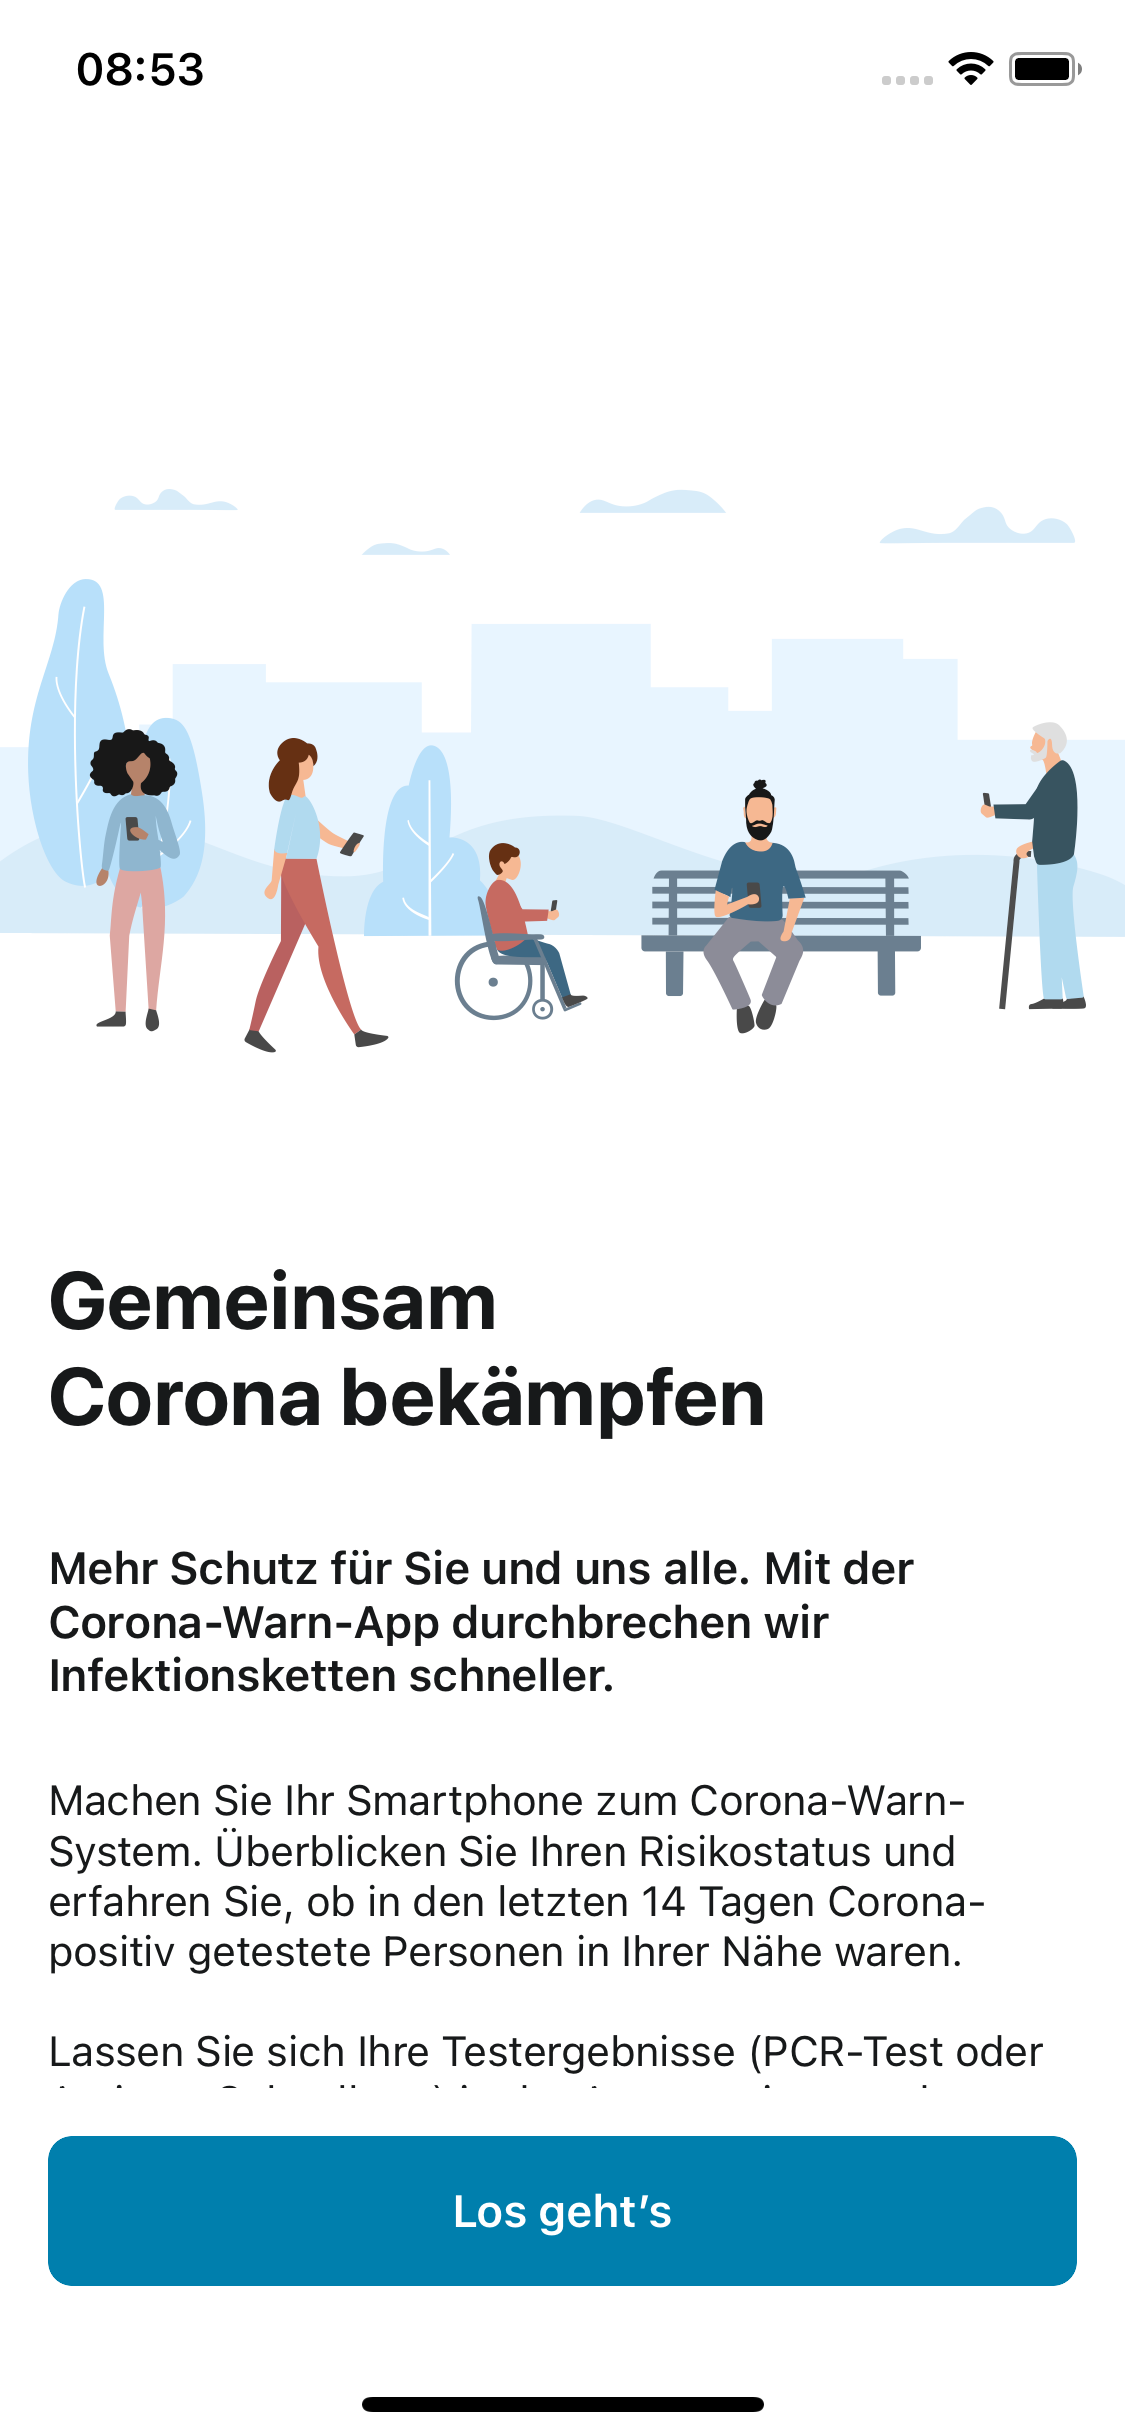 08:53
Gemeinsam
Corona bekämpfen
Mehr Schutz für Sie und uns alle. Mit der
Corona-Warn-App durchbrechen wir
Infektionsketten schneller.
Machen Sie Ihr Smartphone zum Corona-Warn-
System. Überblicken Sie Ihren Risikostatus und
erfahren Sie, ob in den letzten 14 Tagen Corona-
positiv getestete Personen in Ihrer Nähe waren.
Lassen Sie sich Ihre Testergebnisse (PCR-Test oder
Los geht’s